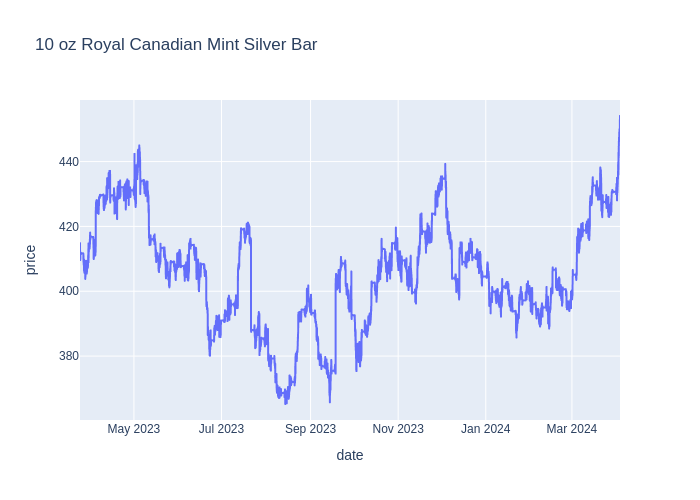 10 oz Royal Canadian Mint Silver Bar
440
420
400
380
price
May 2023 Jul 2023 Sep 2023 Nov 2023 Jan 2024 Mar 2024
date